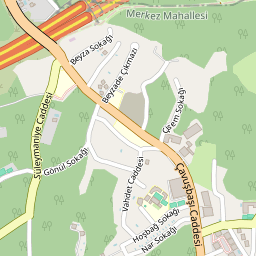 Merkez Mahallesi
Beyza Sokağı
Beyzade Çıkmazı
Süleymaniye Caddesi
Çisem Sokağı
Gönül Sokağı
Vahdet Caddesi
Çavuşbaşı Caddesi
Hoşbağ Sokağı
Nar Sokağı